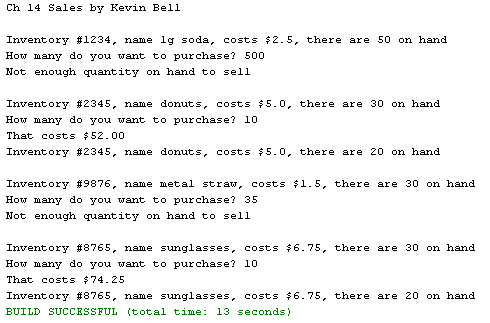 Ch 14 Sales by Kevin Bell
Inventory #1234, name lg soda, costs $2.5, there are 50 on hand
How many do you want to purchase? 500
Not enough quantity on hand to sell
Inventory #2345, name donuts, costs $5.0, there are 30 on hand
How many do you want to purchase? 10
That costs $52.00
Inventory #2345, name donuts, costs $5.0, there are 20 on hand
Inventory #9876, name metal straw, costs $1.5, there are 30 on hand
How many do you want to purchase? 35
Not enough quantity on hand to sell
Inventory #8765, name sunglasses, costs $6.75, there are 30 on hand
How many do you want to purchase? 10
That costs $74.25
Inventory #8765, name sunglasses, costs $6.75, there are 20 on hand
BUILD SUCCESSFUL (total time: 13 seconds)